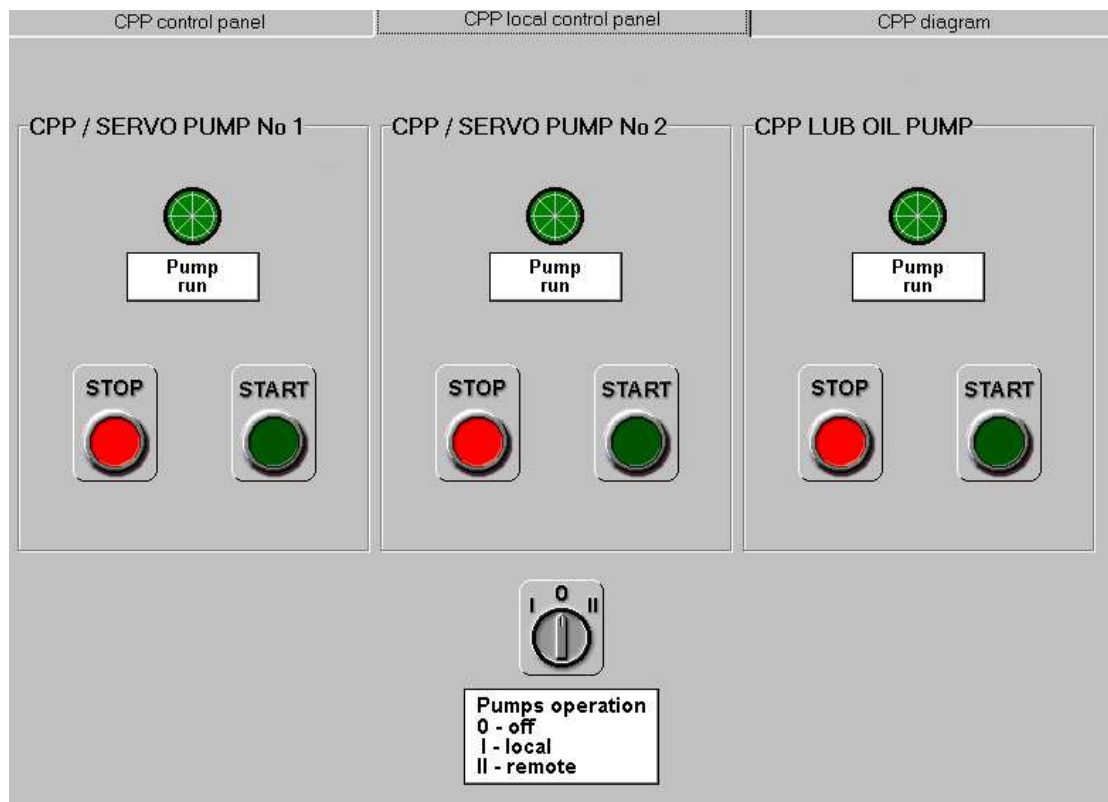 CPP control panel
CPP local control panel
CPP diagram
CPP / SERVO PUMP No 1
CPP / SERVO PUMP No 2
CPP LUB OIL PUMP
Pump
run
Pump
run
Pump
run
STOP
START
STOP
START
STOP
START
I 0 II
Pumps operation
0 - off
I - local
II - remote